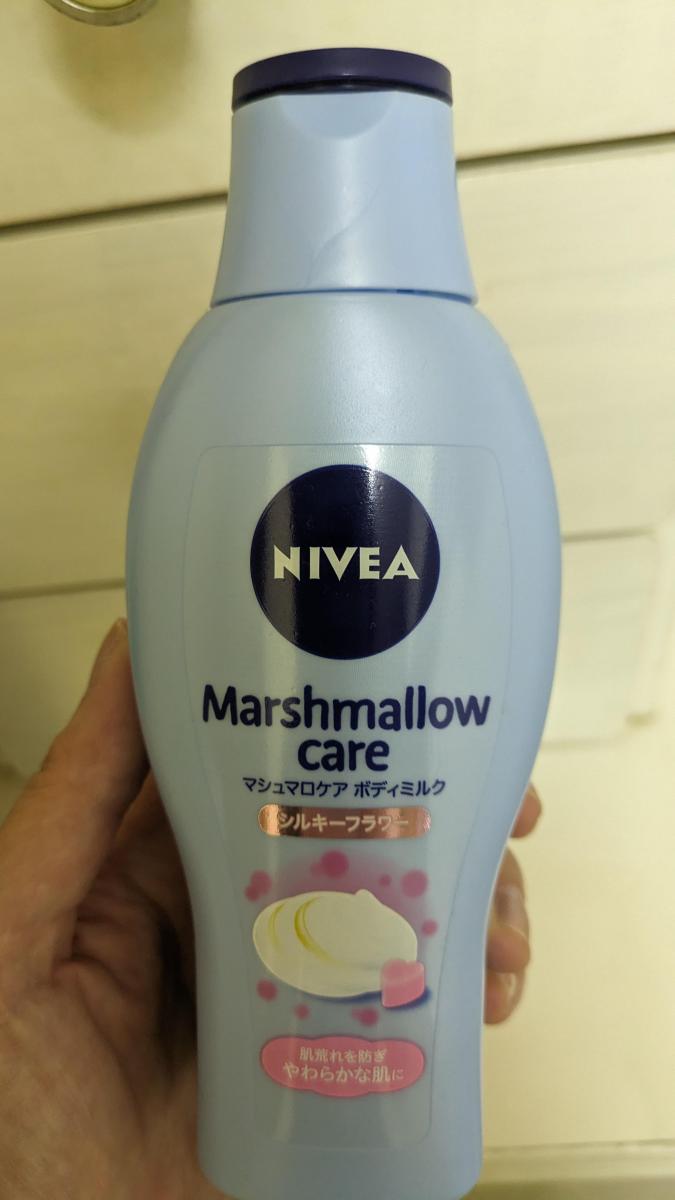 NIVEA
Marshmallow
care
マシュマロケア ボディミルク
シルキーフラワー
肌荒れを防ぎ
やわらかな肌に